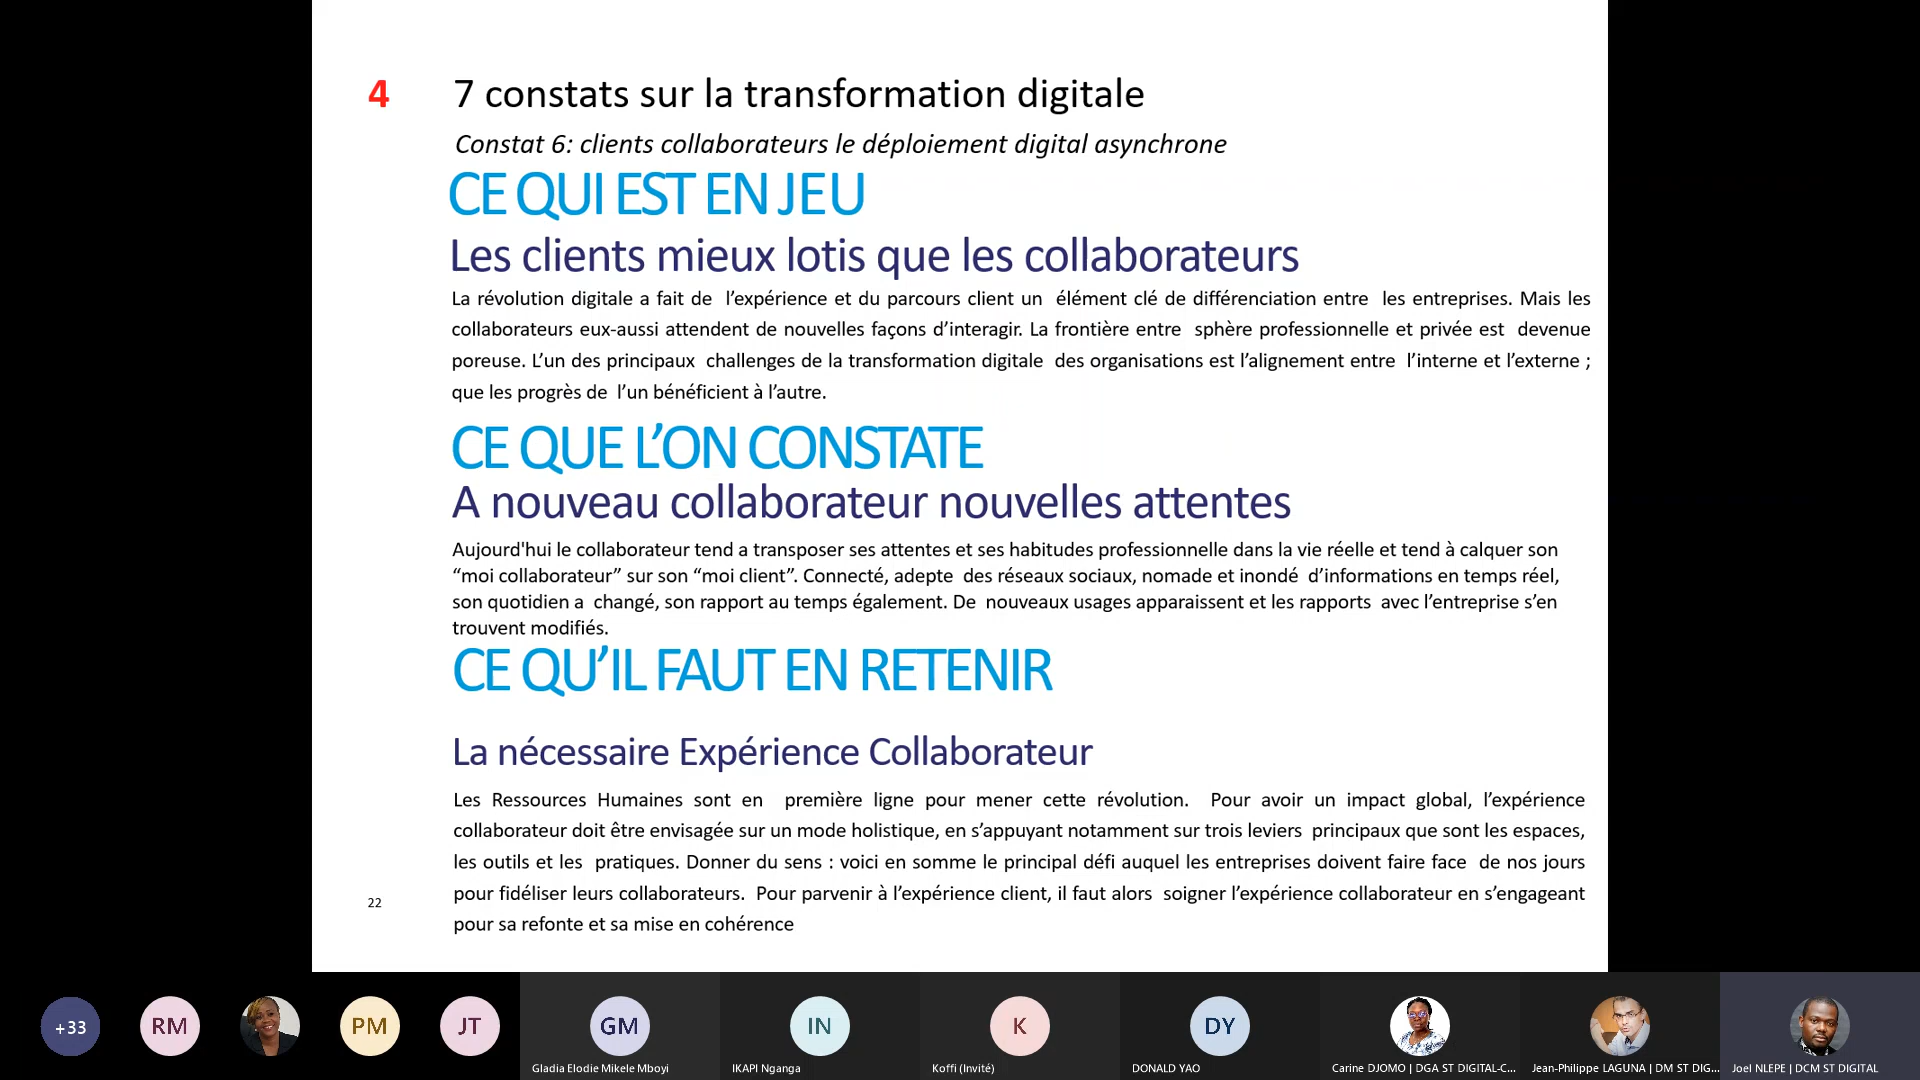 4 7 constats sur la transformation digitale
Constat 6: clients collaborateurs le déploiement digital asynchrone
CE QUI EST EN JEU
Les clients mieux lotis que les collaborateurs
La révolution digitale a fait de l’expérience et du parcours client un élément clé de différenciation entre les entreprises. Mais les
collaborateurs eux-aussi attendent de nouvelles façons d’interagir. La frontière entre sphère professionnelle et privée est devenue
poreuse. L’un des principaux challenges de la transformation digitale des organisations est l’alignement entre l’interne et l’externe ;
que les progrès de l’un bénéficient à l’autre.
CE QUE L’ON CONSTATE
A nouveau collaborateur nouvelles attentes
Aujourd'hui le collaborateur tend a transposer ses attentes et ses habitudes professionnelle dans la vie réelle et tend à calquer son
“moi collaborateur” sur son “moi client”. Connecté, adepte des réseaux sociaux, nomade et inondé d’informations en temps réel,
son quotidien a changé, son rapport au temps également. De nouveaux usages apparaissent et les rapports avec l’entreprise s’en
trouvent modifiés.
CE QU’IL FAUT EN RETENIR
La nécessaire Expérience Collaborateur
Les Ressources Humaines sont en première ligne pour mener cette révolution. Pour avoir un impact global, l’expérience
collaborateur doit être envisagée sur un mode holistique, en s’appuyant notamment sur trois leviers principaux que sont les espaces,
les outils et les pratiques. Donner du sens : voici en somme le principal défi auquel les entreprises doivent faire face de nos jours
pour fidéliser leurs collaborateurs. Pour parvenir à l’expérience client, il faut alors soigner l’expérience collaborateur en s’engageant
pour sa refonte et sa mise en cohérence
22
+33 RM PM JT GM IN K DY
Gladia Elodie Mikele Mboyi IKAPI Nganga Koffi (Invité) DONALD YAO Carine DJOMO | DGA ST DIGITAL-C... Jean-Philippe LAGUNA | DM ST DIG... Joel NLEPE | DCM ST DIGITAL